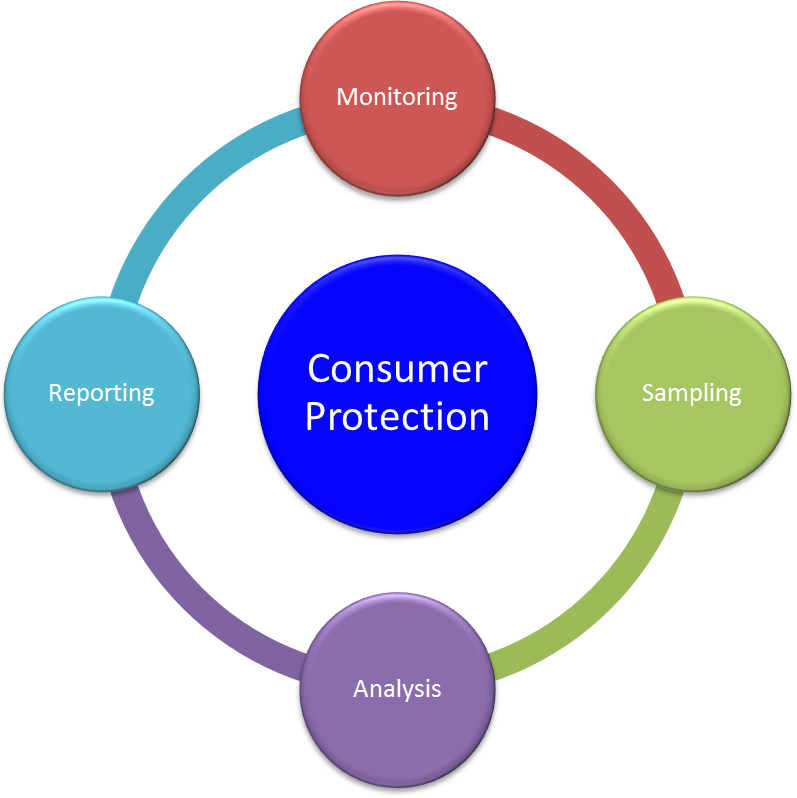 Monitoring
Reporting
Consumer
Protection
Sampling
Analysis